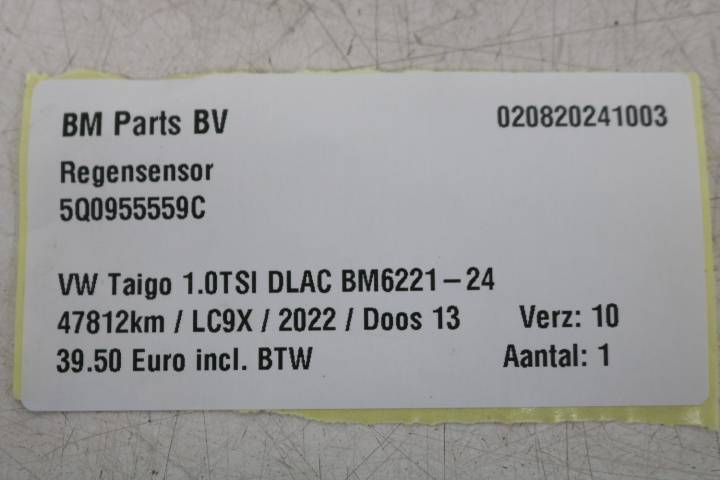 BM Parts BV 020820241003
Regensensor
5Q0955559C
VW Taigo 1.0TSI DLAC BM6221-24
47812km / LC9X / 2022 / Doos 13 Verz: 10
39.50 Euro incl. BTW Aantal: 1